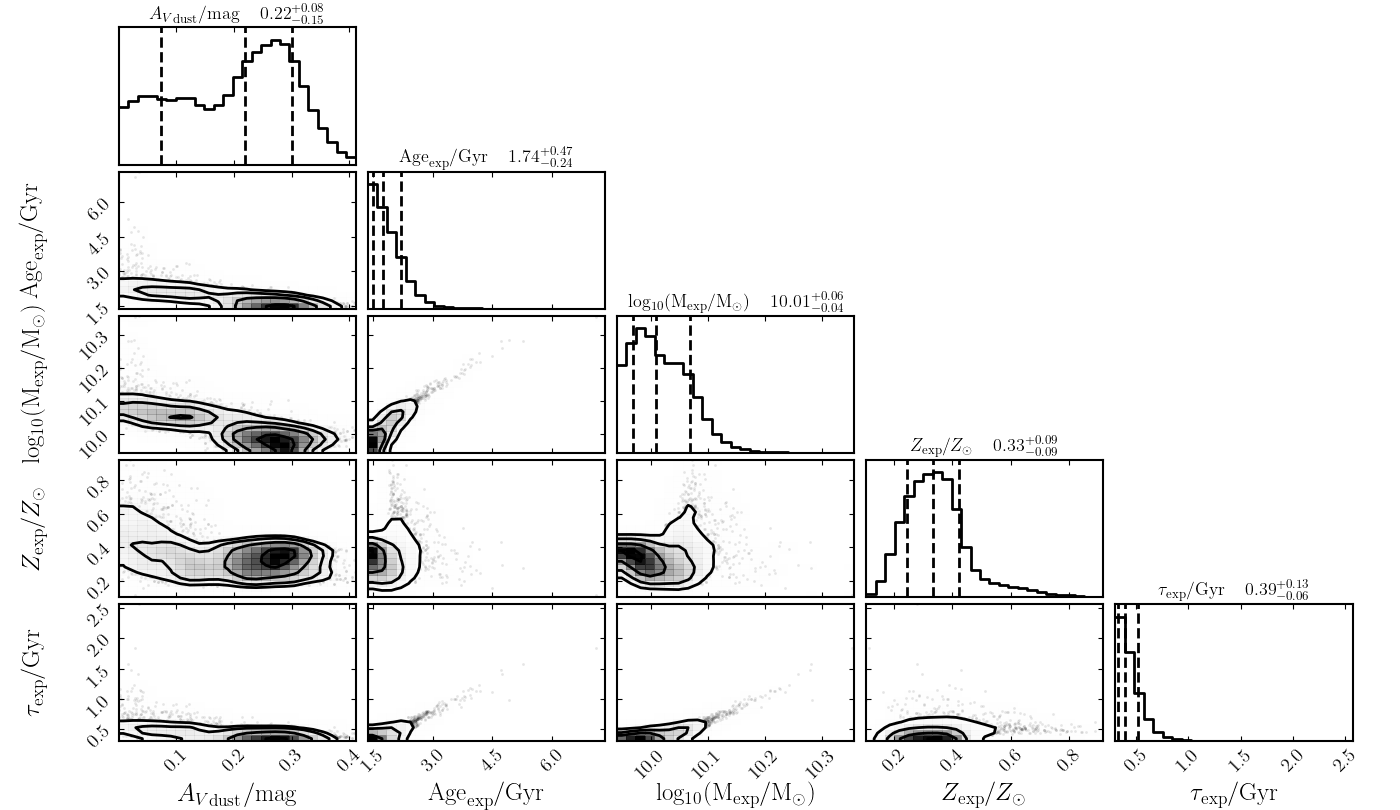 A_{V dust}/mag 0.22^{+0.08}_{-0.15}
Age_{exp}/Gyr 1.74^{+0.47}_{-0.24}
Age_{exp}/Gyr
6.0
4.5
3.0
1.5
log_{10}(M_{exp}/M_⊙) 10.01^{+0.06}_{-0.04}
log_{10}(M_{exp}/M_⊙)
10.3
10.2
10.1
10.0
Z_{exp}/Z_⊙ 0.33^{+0.09}_{-0.09}
Z_{exp}/Z_⊙
0.8
0.6
0.4
0.2
τ_{exp}/Gyr 0.39^{+0.13}_{-0.06}
τ_{exp}/Gyr
2.5
2.0
1.5
1.0
0.5
0.1 0.2 0.3 0.4 1.5 3.0 4.5 6.0 10.0 10.1 10.2 10.3 0.2 0.4 0.6 0.8 0.5 1.0 1.5 2.0 2.5
A_{V dust}/mag Age_{exp}/Gyr log_{10}(M_{exp}/M_⊙) Z_{exp}/Z_⊙ τ_{exp}/Gyr